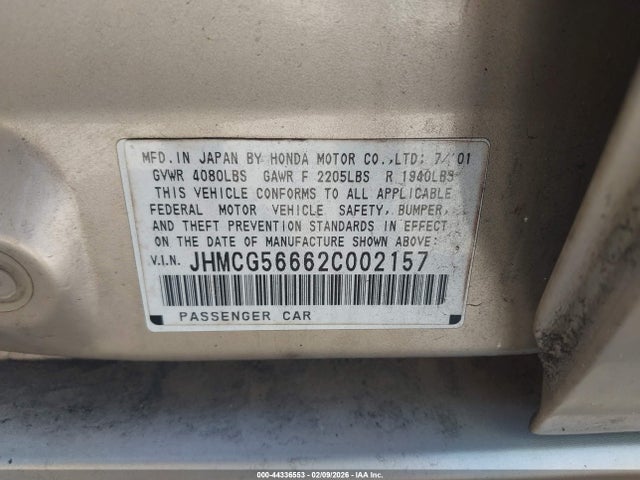 MFD. IN JAPAN BY HONDA MOTOR CO.,LTD: 7/'01
GVWR 4080LBS GAWR F 2205LBS R 1940LBS
THIS VEHICLE CONFORMS TO ALL APPLICABLE
FEDERAL MOTOR VEHICLE SAFETY, BUMPER,
AND THEFT PREVENTION STANDARDS IN EFFECT
ON THE DATE OF MANUFACTURE SHOWN ABOVE:
V.I.N. JHMCG56662C002157
PASSENGER CAR
000-44336553 - 02/09/2026 - IAA Inc.